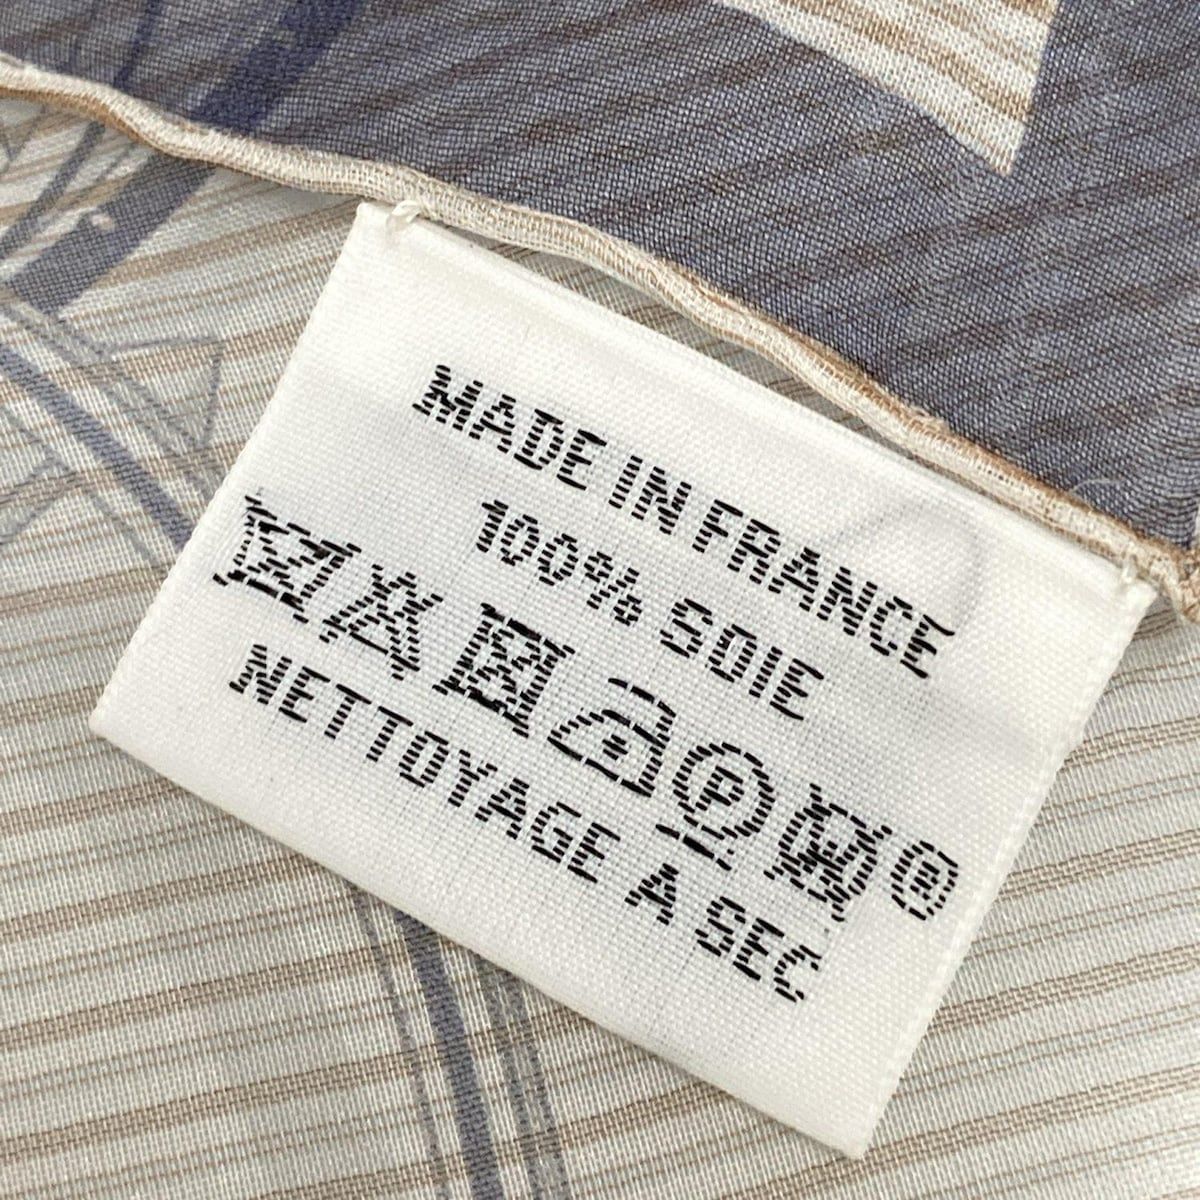 MADE IN FRANCE
100% SOIE
P ®
NETTOYAGE A SEC